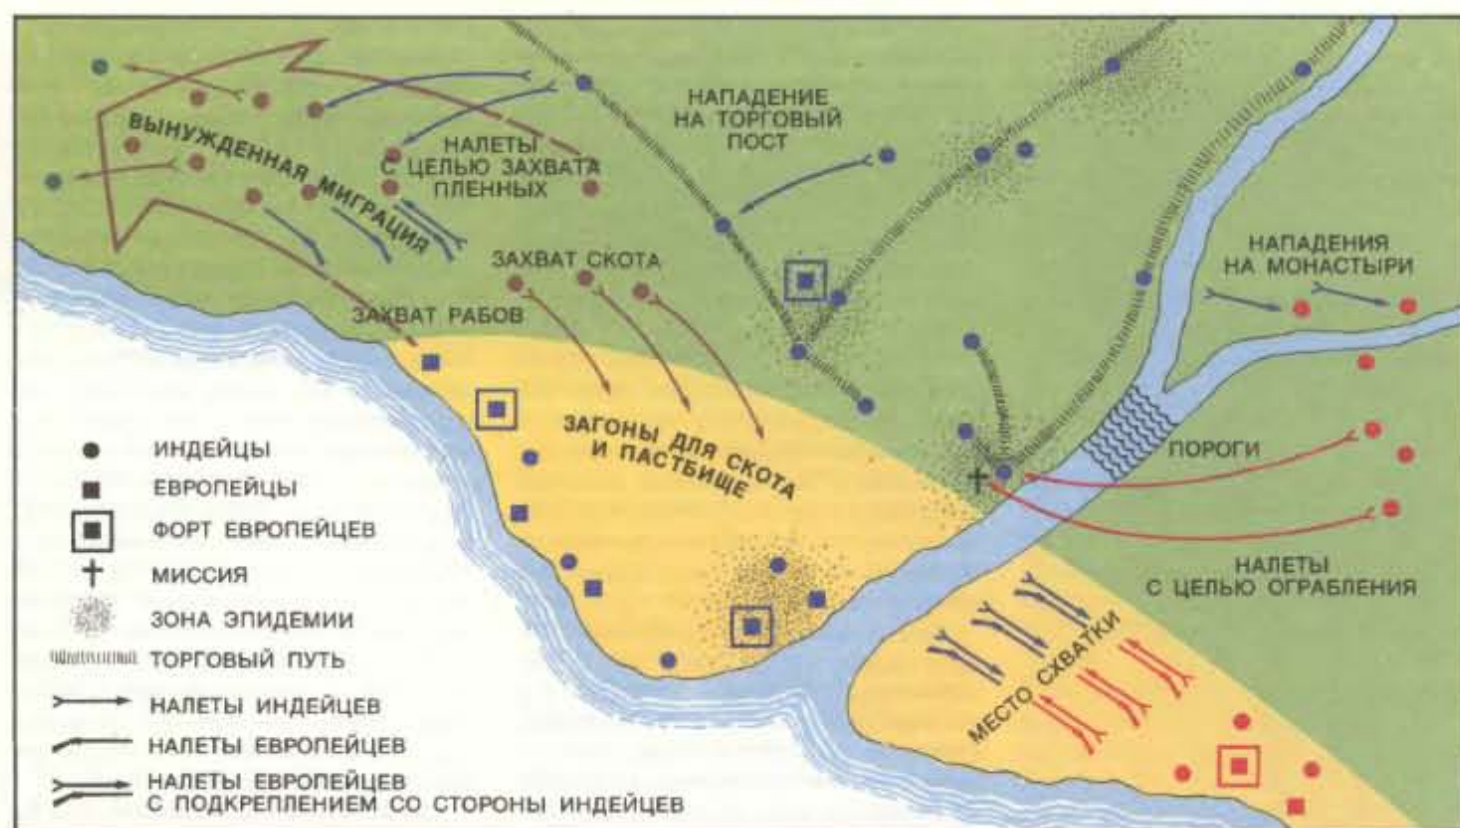 НАПАДЕНИЕ
НА ТОРГОВЫЙ
ПОСТ
ВЫНУЖДЕННАЯ МИГРАЦИЯ
НАЛЕТЫ
С ЦЕЛЬЮ ЗАХВАТА
ПЛЕННЫХ
ЗАХВАТ СКОТА
НАПАДЕНИЯ
НА МОНАСТЫРИ
ЗАХВАТ РАБОВ
ЗАГОНЫ ДЛЯ СКОТА
И ПАСТБИЩЕ
ПОРОГИ
НАЛЕТЫ
С ЦЕЛЬЮ ОГРАБЛЕНИЯ
МЕСТО СХВАТКИ
ИНДЕЙЦЫ
ЕВРОПЕЙЦЫ
ФОРТ ЕВРОПЕЙЦЕВ
МИССИЯ
ЗОНА ЭПИДЕМИИ
ТОРГОВЫЙ ПУТЬ
НАЛЕТЫ ИНДЕЙЦЕВ
НАЛЕТЫ ЕВРОПЕЙЦЕВ
НАЛЕТЫ ЕВРОПЕЙЦЕВ
С ПОДКРЕПЛЕНИЕМ СО СТОРОНЫ ИНДЕЙЦЕВ